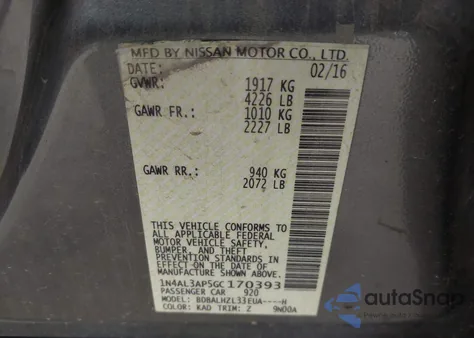 MFD BY NISSAN MOTOR CO., LTD.
DATE: 02/16
GVWR: 1917 KG
4226 LB
GAWR FR.: 1010 KG
2227 LB
GAWR RR.: 940 KG
2072 LB
THIS VEHICLE CONFORMS TO
ALL APPLICABLE FEDERAL
MOTOR VEHICLE SAFETY,
BUMPER, AND THEFT
PREVENTION STANDARDS IN
EFFECT ON THE DATE OF
MANUFACTURE SHOWN ABOVE.
1N4AL3AP5GC170393
PASSENGER CAR 920
MODEL: BDBALHZL33EUA----H
COLOR: KAD TRIM: Z 9N00A
autosnap